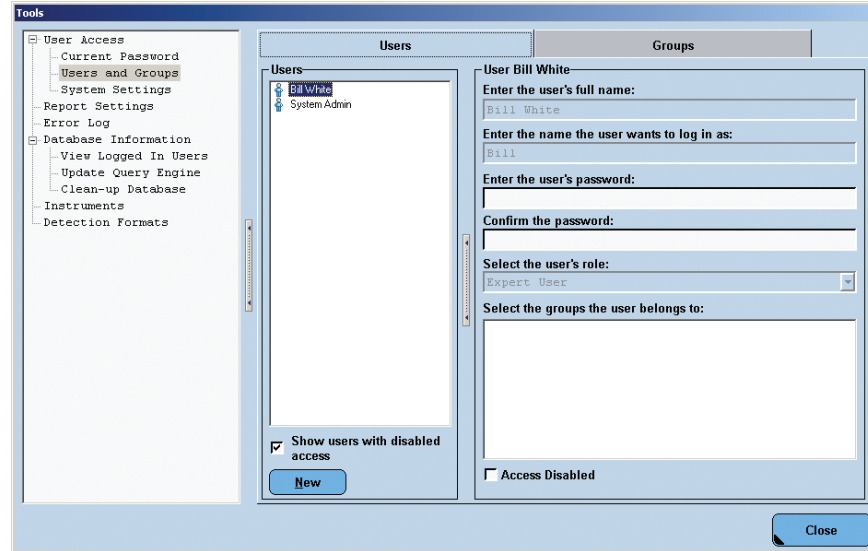 Tools
User Access
Current Password
Users and Groups
System Settings
Report Settings
Error Log
Database Information
View Logged In Users
Update Query Engine
Clean-up Database
Instruments
Detection Formats
Users
Groups
Users
Bill White
System Admin
Show users with disabled
access
New
User Bill White
Enter the user's full name:
Bill White
Enter the name the user wants to log in as:
Bill
Enter the user's password:
Confirm the password:
Select the user's role:
Expert User
Select the groups the user belongs to:
Access Disabled
Close